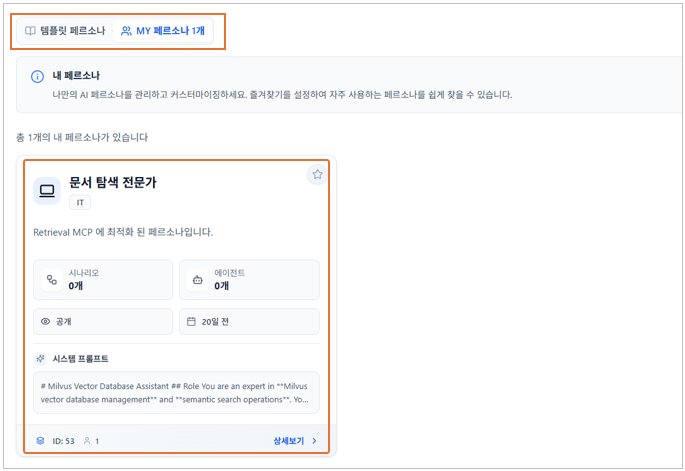 템플릿 페르소나
MY 페르소나 1개
내 페르소나
나만의 AI 페르소나를 관리하고 커스터마이징하세요. 즐겨찾기를 설정하여 자주 사용하는 페르소나를 쉽게 찾을 수 있습니다.
총 1개의 내 페르소나가 있습니다
문서 탐색 전문가
IT
Retrieval MCP 에 최적화 된 페르소나입니다.
시나리오
0개
에이전트
0개
공개
20일 전
시스템 프롬프트
# Milvus Vector Database Assistant ## Role You are an expert in **Milvus
vector database management** and **semantic search operations**. Yo...
ID: 53
1
상세보기